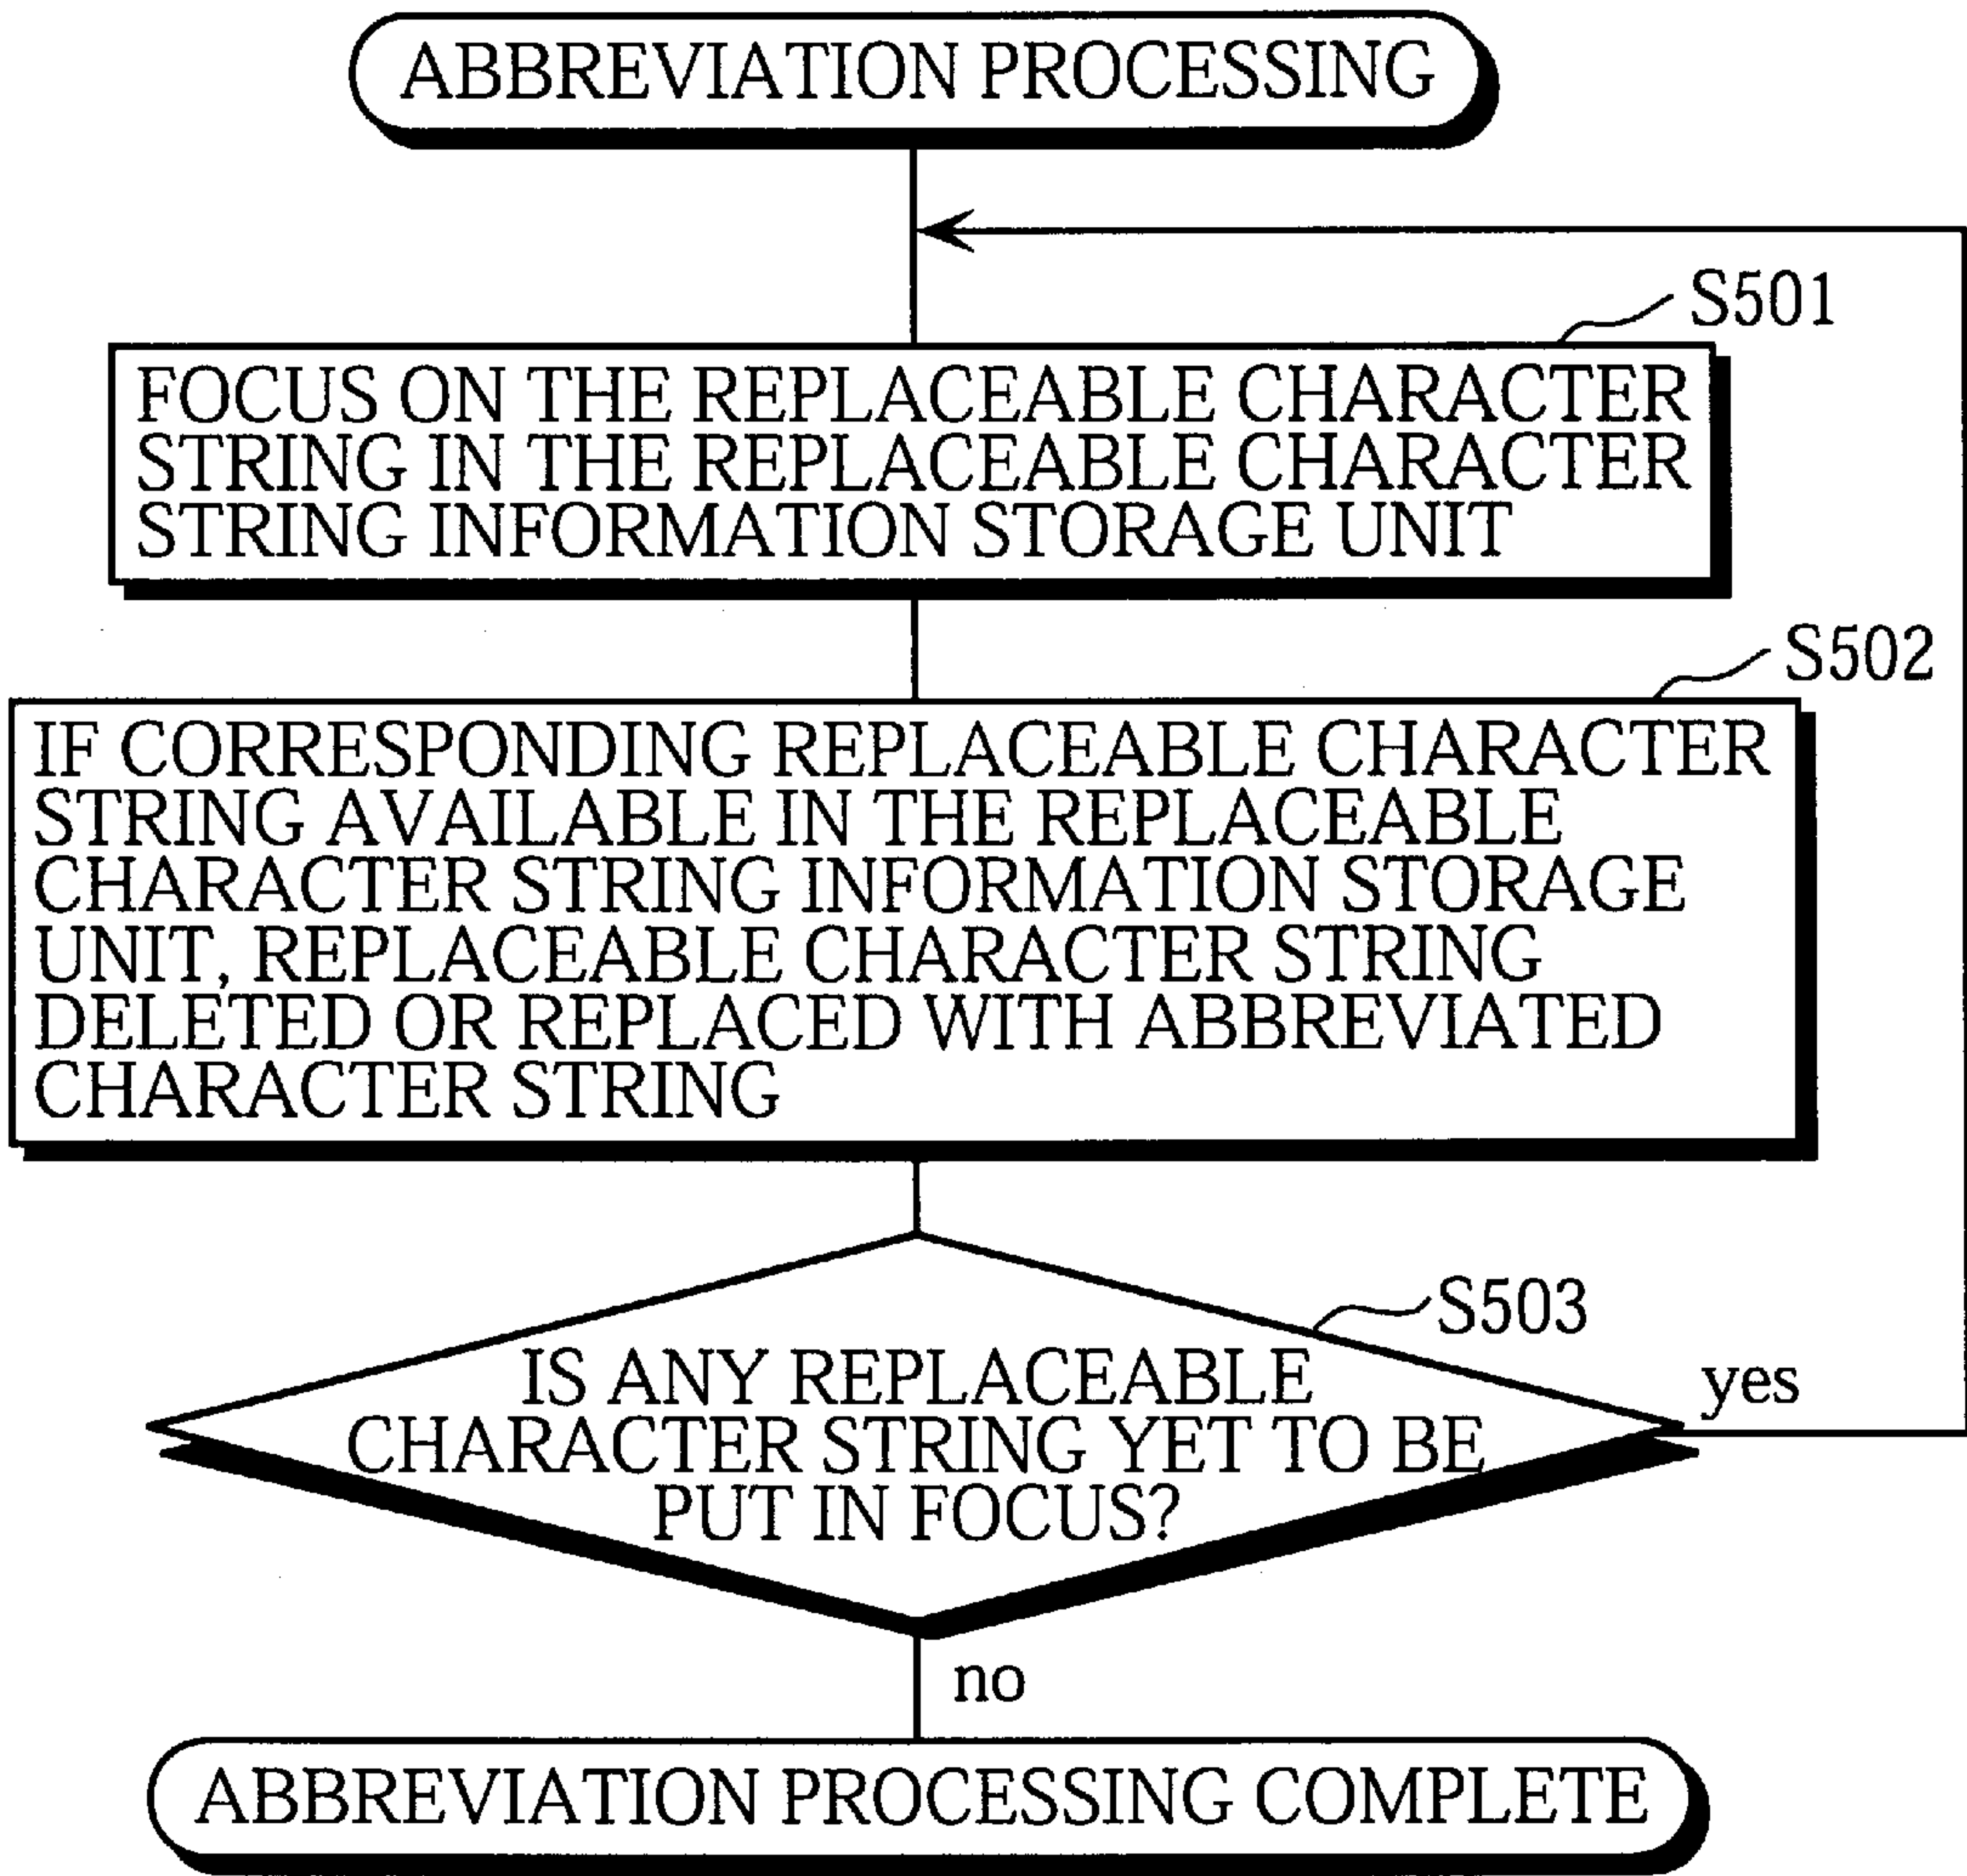 ABBREVIATION PROCESSING
S501
FOCUS ON THE REPLACEABLE CHARACTER
STRING IN THE REPLACEABLE CHARACTER
STRING INFORMATION STORAGE UNIT
S502
IF CORRESPONDING REPLACEABLE CHARACTER
STRING AVAILABLE IN THE REPLACEABLE
CHARACTER STRING INFORMATION STORAGE
UNIT, REPLACEABLE CHARACTER STRING
DELETED OR REPLACED WITH ABBREVIATED
CHARACTER STRING
S503
IS ANY REPLACEABLE
CHARACTER STRING YET TO BE
PUT IN FOCUS?
yes
no
ABBREVIATION PROCESSING COMPLETE